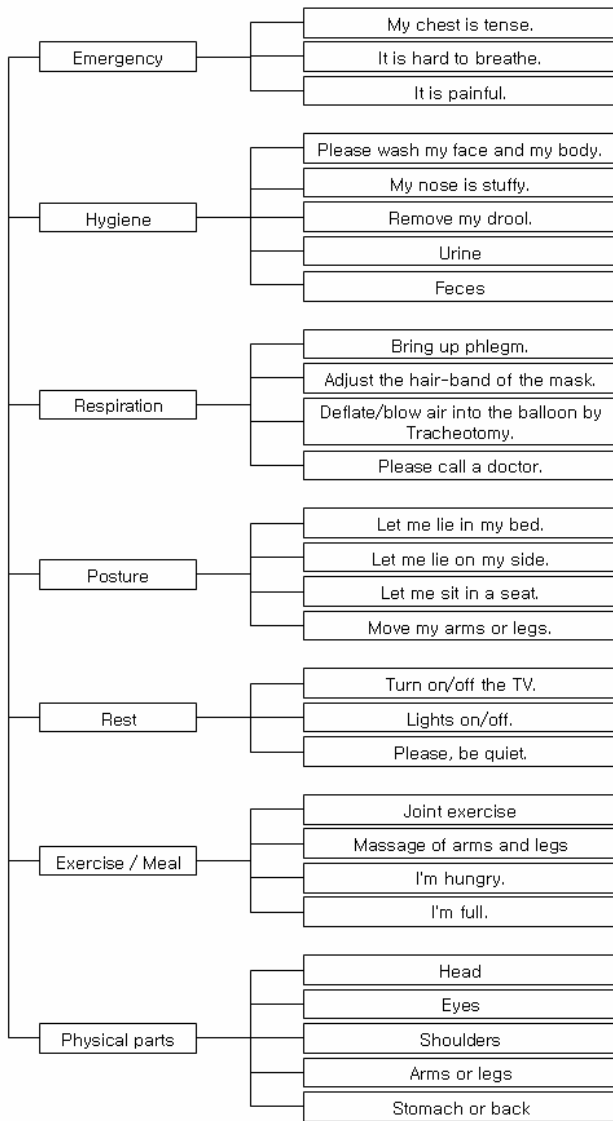 Emergency
My chest is tense.
It is hard to breathe.
It is painful.
Hygiene
Please wash my face and my body.
My nose is stuffy.
Remove my drool.
Urine
Feces
Respiration
Bring up phlegm.
Adjust the hair-band of the mask.
Deflate/blow air into the balloon by
Tracheotomy.
Please call a doctor.
Posture
Let me lie in my bed.
Let me lie on my side.
Let me sit in a seat.
Move my arms or legs.
Rest
Turn on/off the TV.
Lights on/off.
Please, be quiet.
Exercise / Meal
Joint exercise
Massage of arms and legs
I'm hungry.
I'm full.
Physical parts
Head
Eyes
Shoulders
Arms or legs
Stomach or back